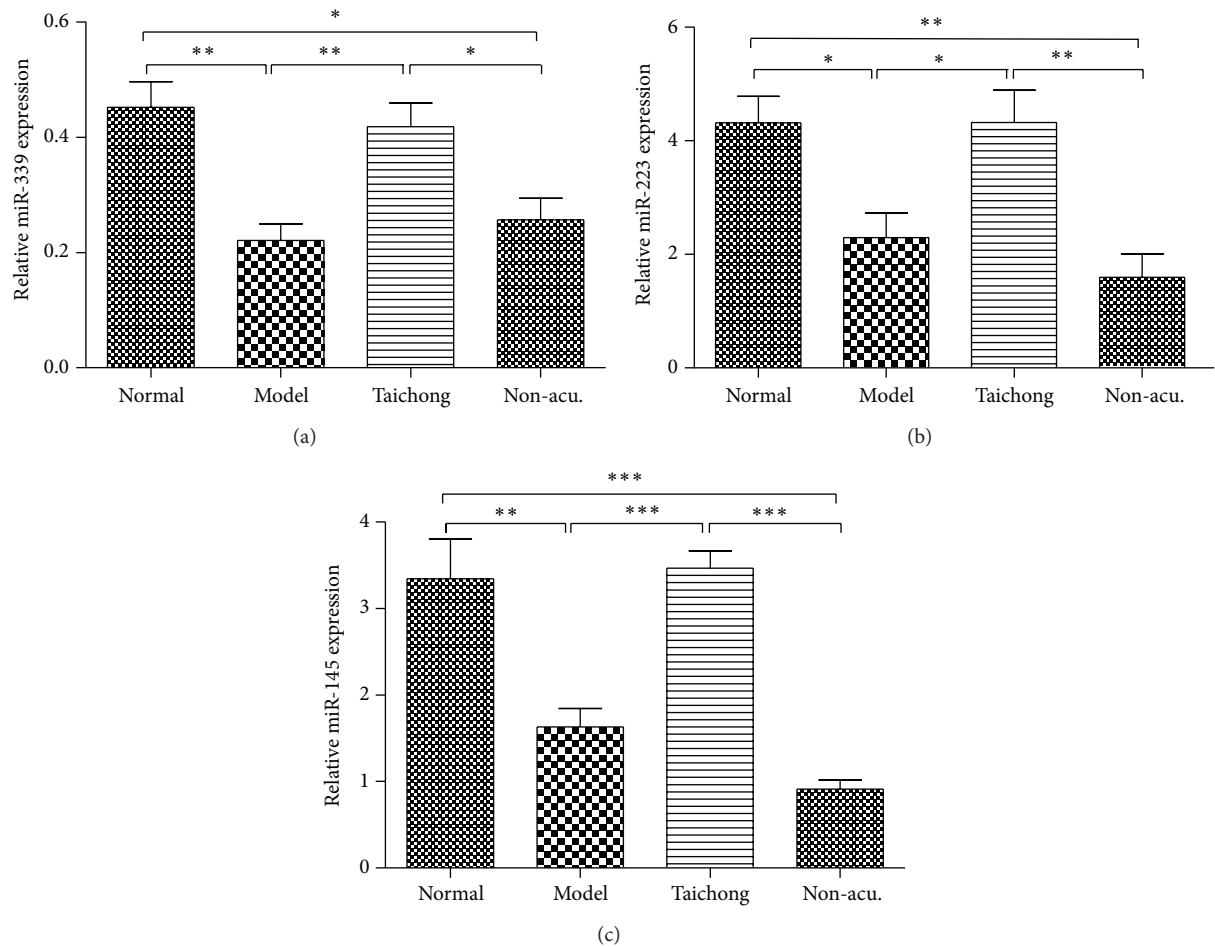 Relative miR-339 expression
0.6
0.4
0.2
0.0
*
** ** *
Normal Model Taichong Non-acu.
(a)
Relative miR-223 expression
6
4
2
0
**
* * **
Normal Model Taichong Non-acu.
(b)
Relative miR-145 expression
4
3
2
1
0
***
** *** ***
Normal Model Taichong Non-acu.
(c)